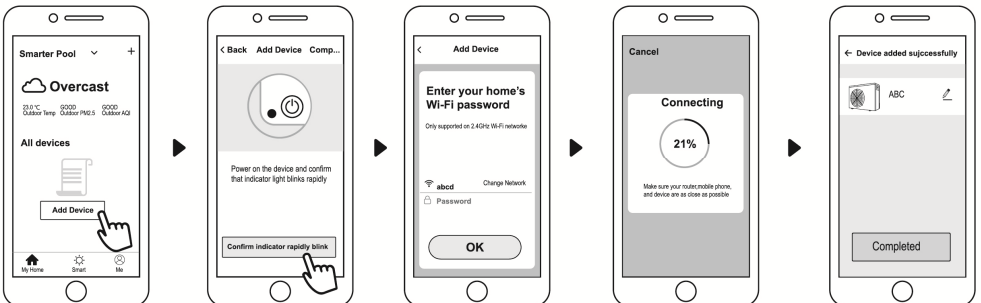 Smarter Pool
Overcast
23.0 °C GOOD GOOD
Outdoor Temp Outdoor PM2.5 Outdoor AQI
All devices
Add Device
My Home Smart Me
< Back Add Device Comp...
Power on the device and confirm
that indicator light blinks rapidly
Confirm indicator rapidly blink
Add Device
Enter your home's
Wi-Fi password
Only supported on 2.4GHz Wi-Fi networke
abcd Change Network
Password
OK
Cancel
Connecting
21%
Make sure your router,mobile phone,
and device are as close as possible
Device added sujccessfully
ABC
Completed